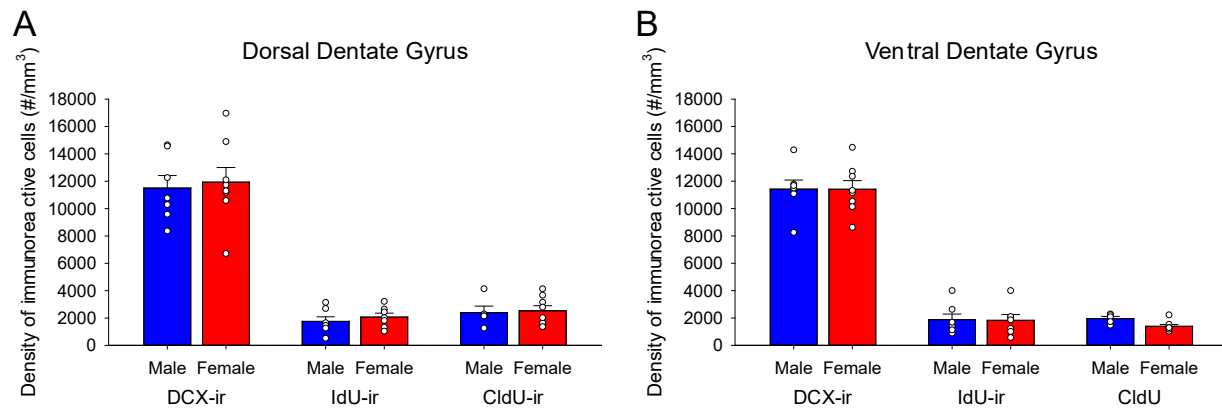 A
Dorsal Dentate Gyrus
Density of immunorea ctive cells (#/mm³)
18000
16000
14000
12000
10000
8000
6000
4000
2000
0
Male Female Male Female Male Female
DCX-ir IdU-ir CldU-ir
B
Ventral Dentate Gyrus
Density of immunorea ctive cells (#/mm³)
18000
16000
14000
12000
10000
8000
6000
4000
2000
0
Male Female Male Female Male Female
DCX-ir IdU-ir CldU